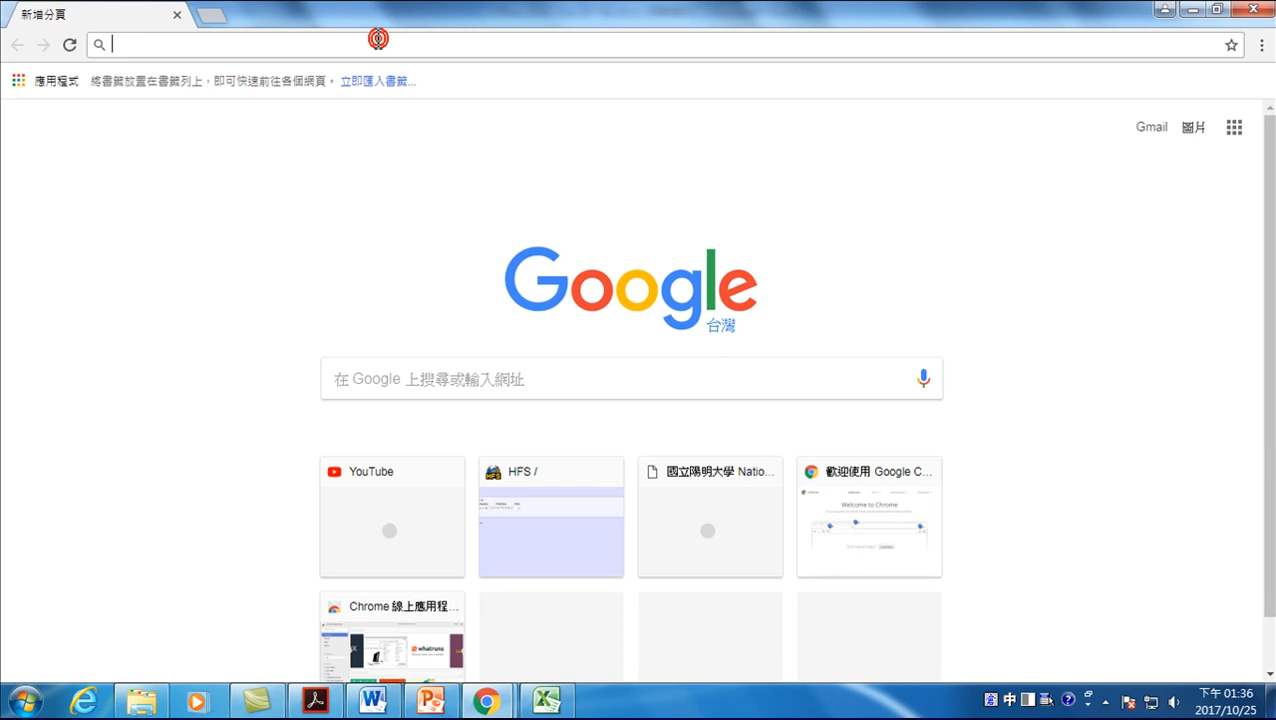 新增分頁
應用程式 將書籤放置在書籤列上，即可快速前往各個網頁。 立即匯入書籤...
Gmail 圖片
Google
台灣
在 Google 上搜尋或輸入網址
YouTube
HFS /
國立陽明大學 Natio...
歡迎使用 Google C...
Welcome to Chrome
Chrome 線上應用程...
whatruns
中
下午 01:36
2017/10/25